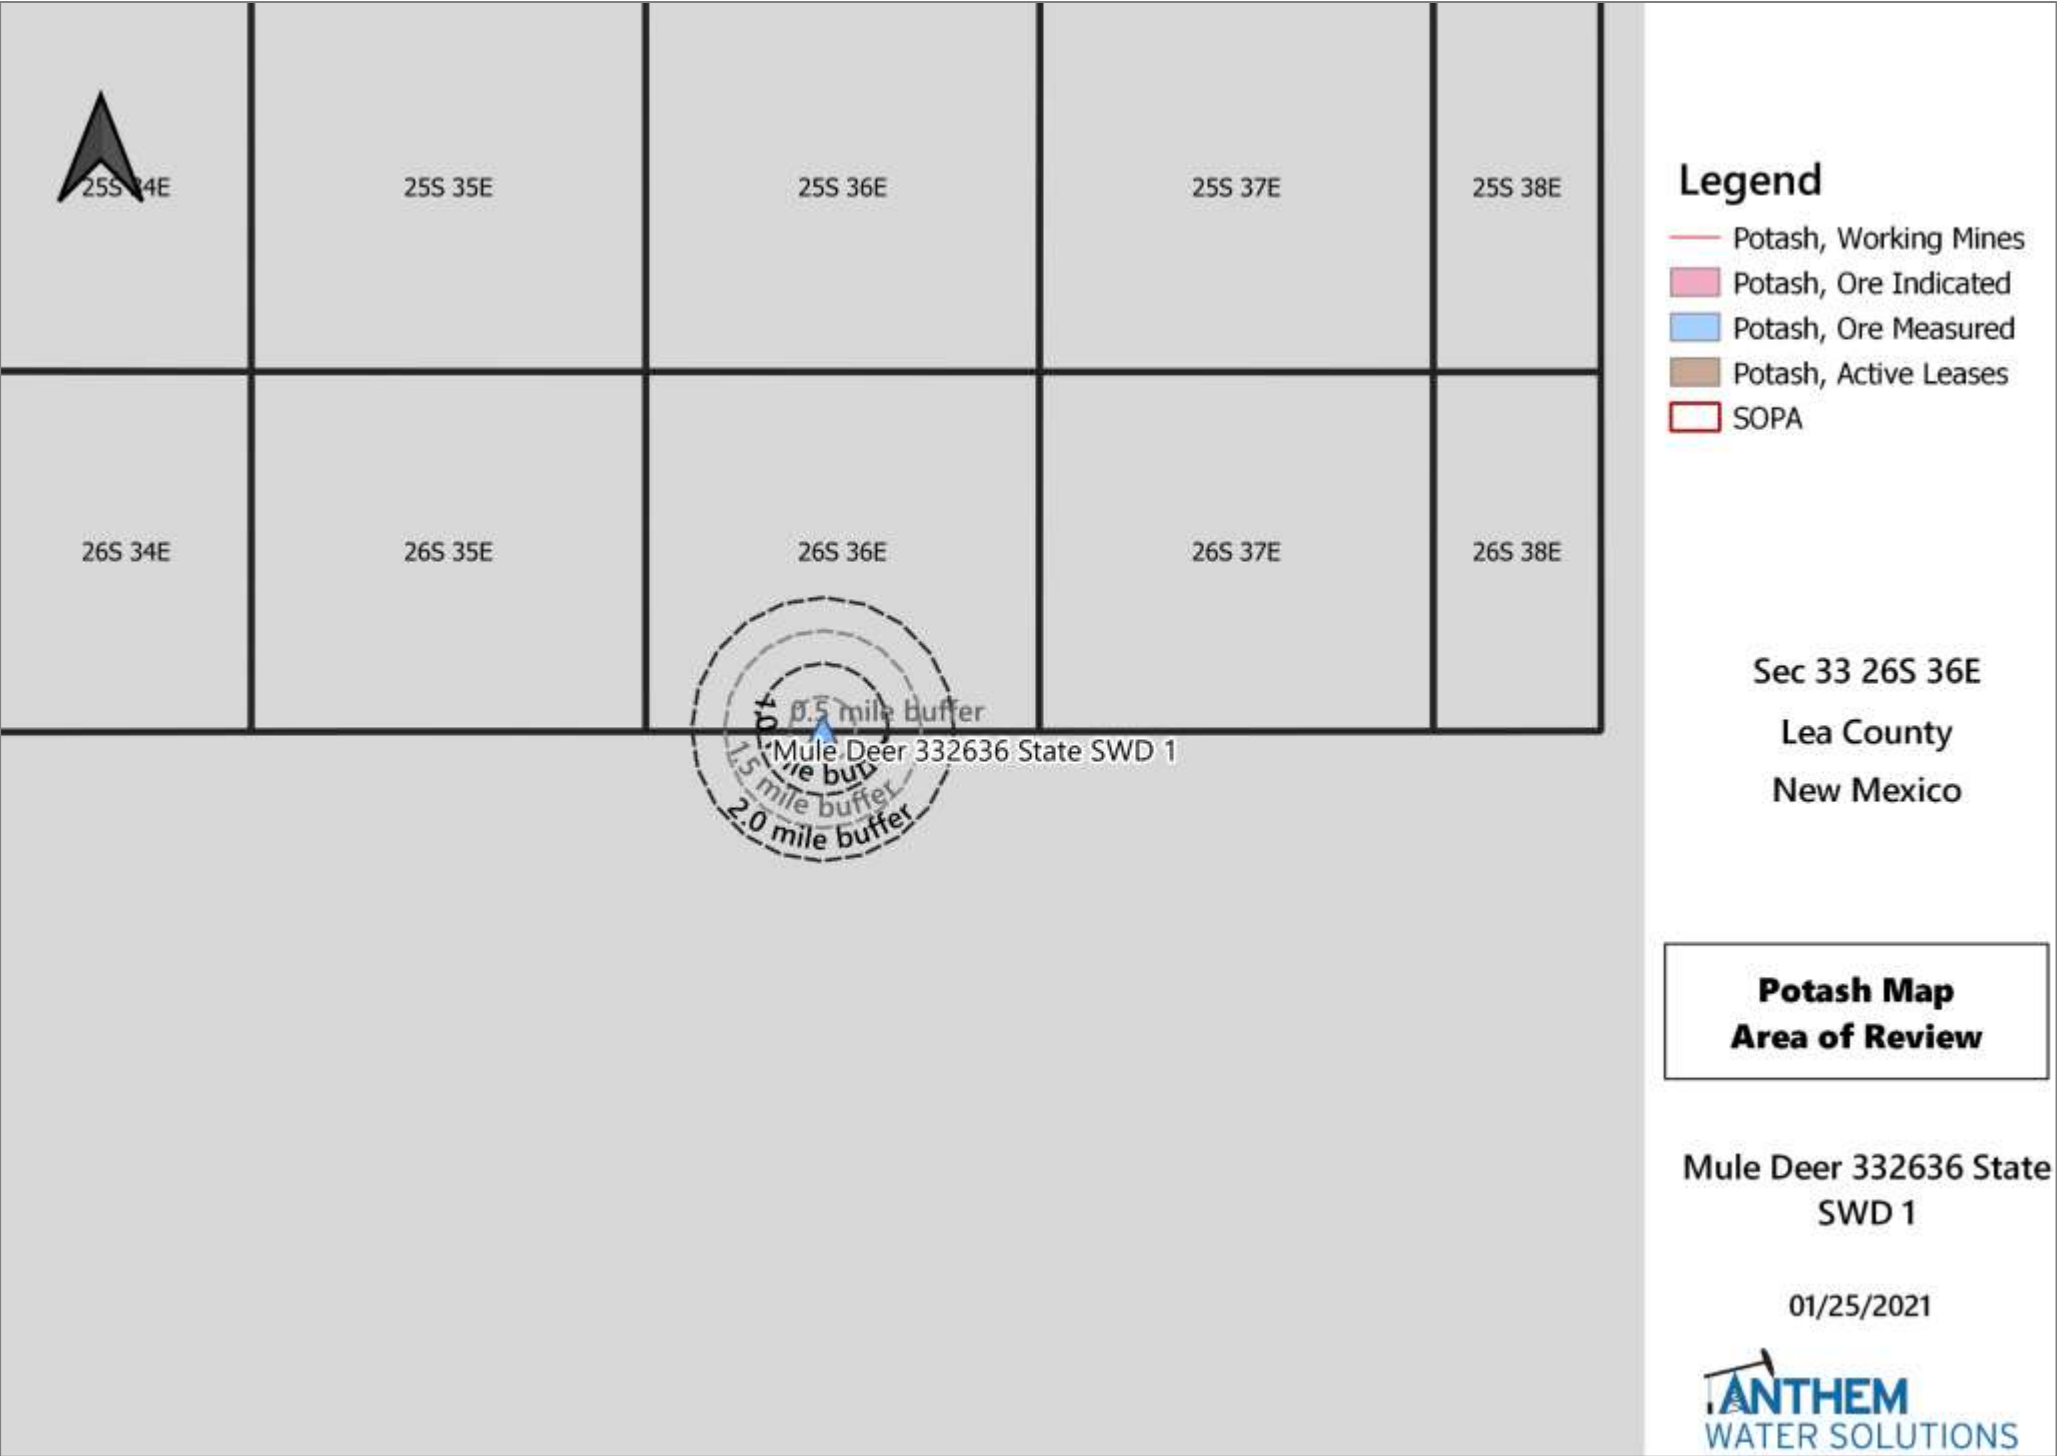 25S 34E
25S 35E
25S 36E
25S 37E
25S 38E
26S 34E
26S 35E
26S 36E
26S 37E
26S 38E
0.5 mile buffer
Mule Deer 332636 State SWD 1
1.0 mile buffer
1.5 mile buffer
2.0 mile buffer
Legend
Potash, Working Mines
Potash, Ore Indicated
Potash, Ore Measured
Potash, Active Leases
SOPA
Sec 33 26S 36E
Lea County
New Mexico
Potash Map
Area of Review
Mule Deer 332636 State
SWD 1
01/25/2021
ANTHEM
WATER SOLUTIONS